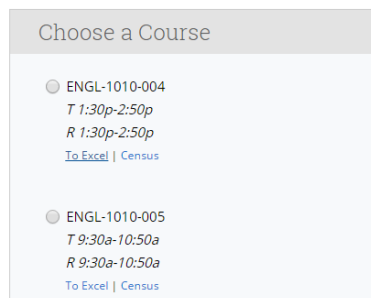 Choose a Course
ENGL-1010-004
T 1:30p-2:50p
R 1:30p-2:50p
To Excel | Census
ENGL-1010-005
T 9:30a-10:50a
R 9:30a-10:50a
To Excel | Census